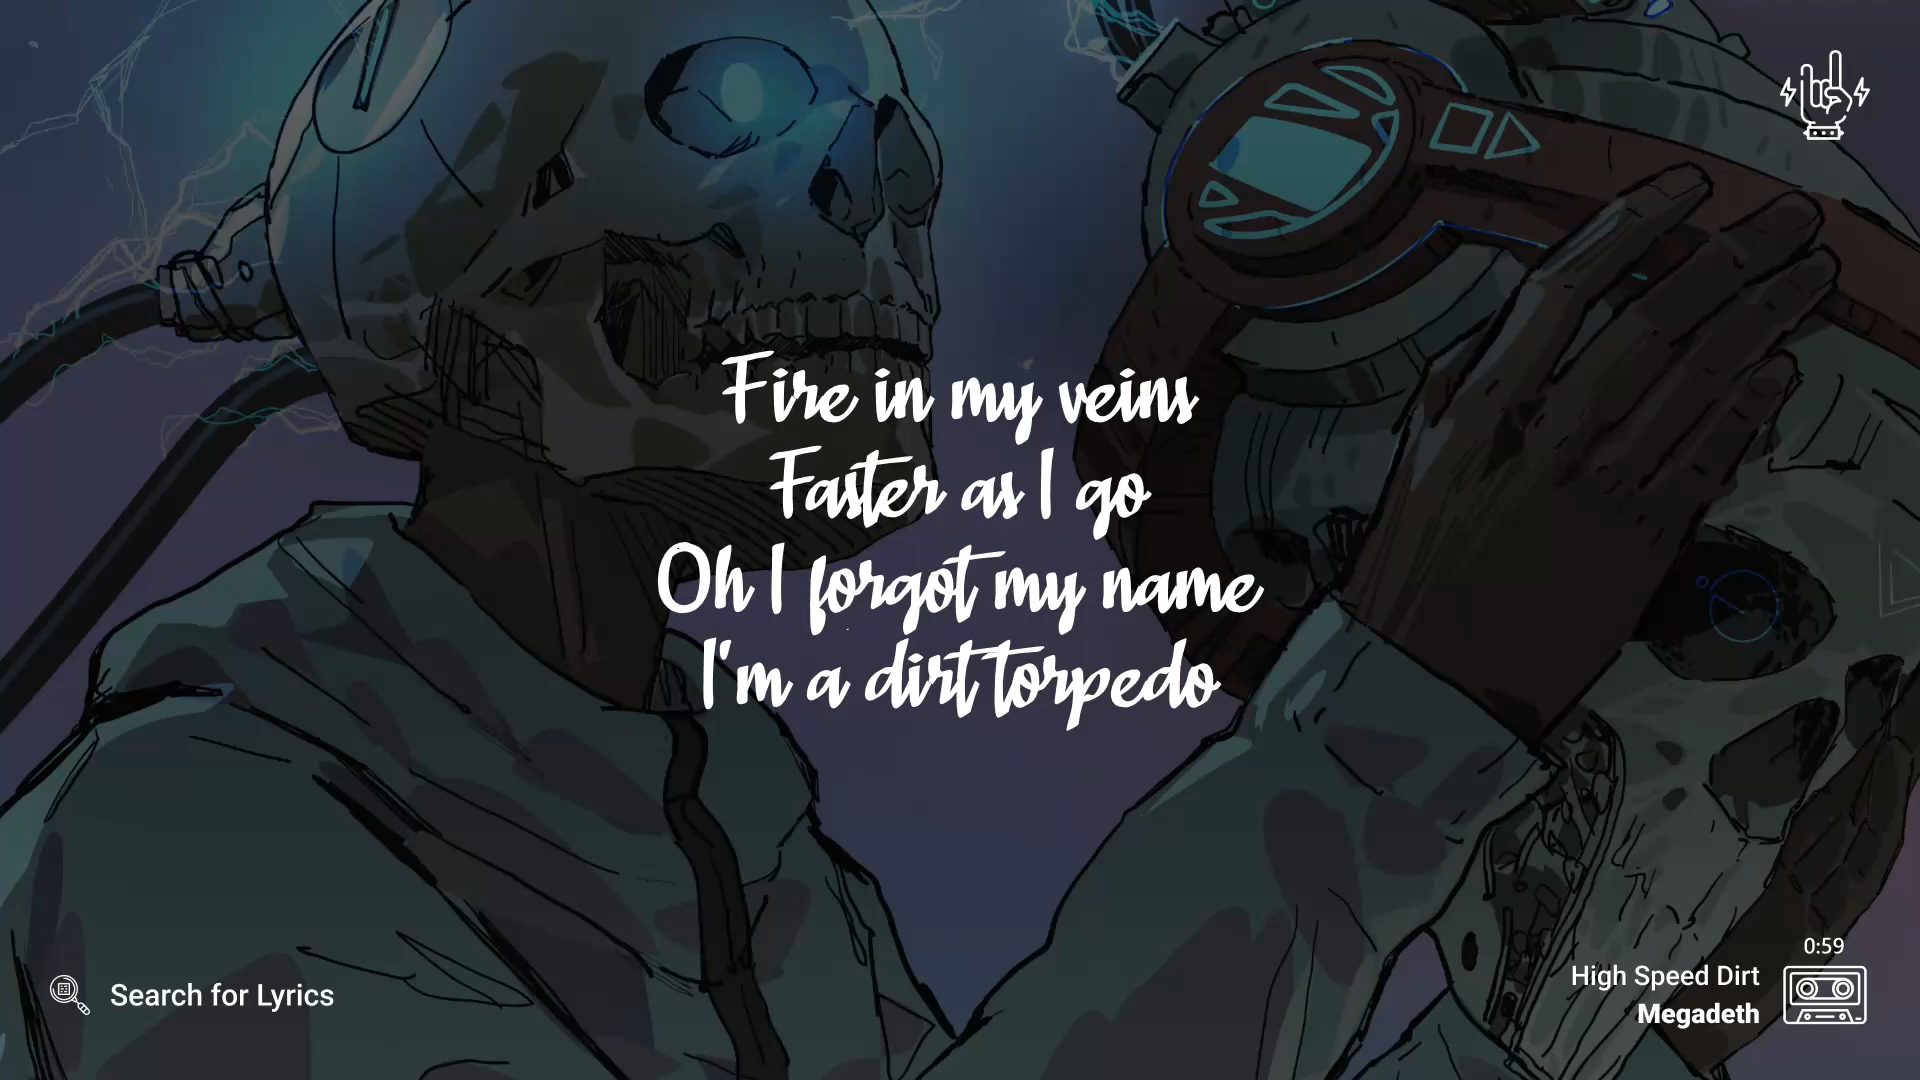 Fire in my veins
Faster as I go
Oh I forgot my name
I'm a dirt torpedo
Search for Lyrics
0:59
High Speed Dirt
Megadeth